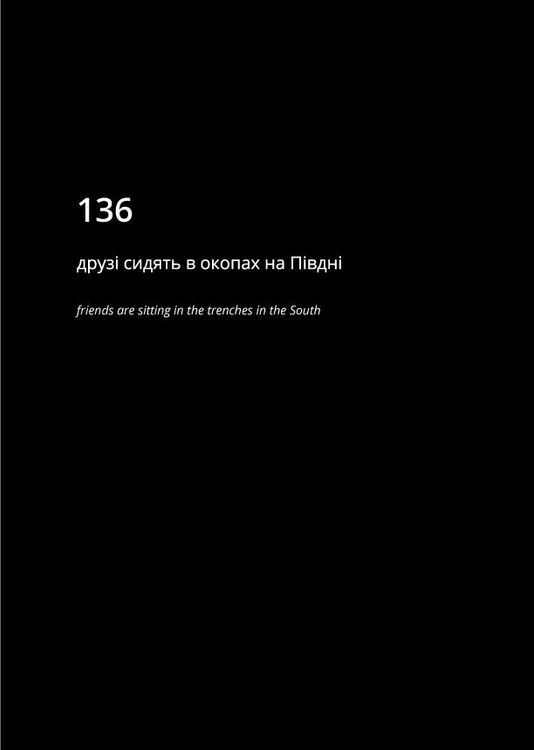 136
друзі сидять в окопах на Півдні
friends are sitting in the trenches in the South